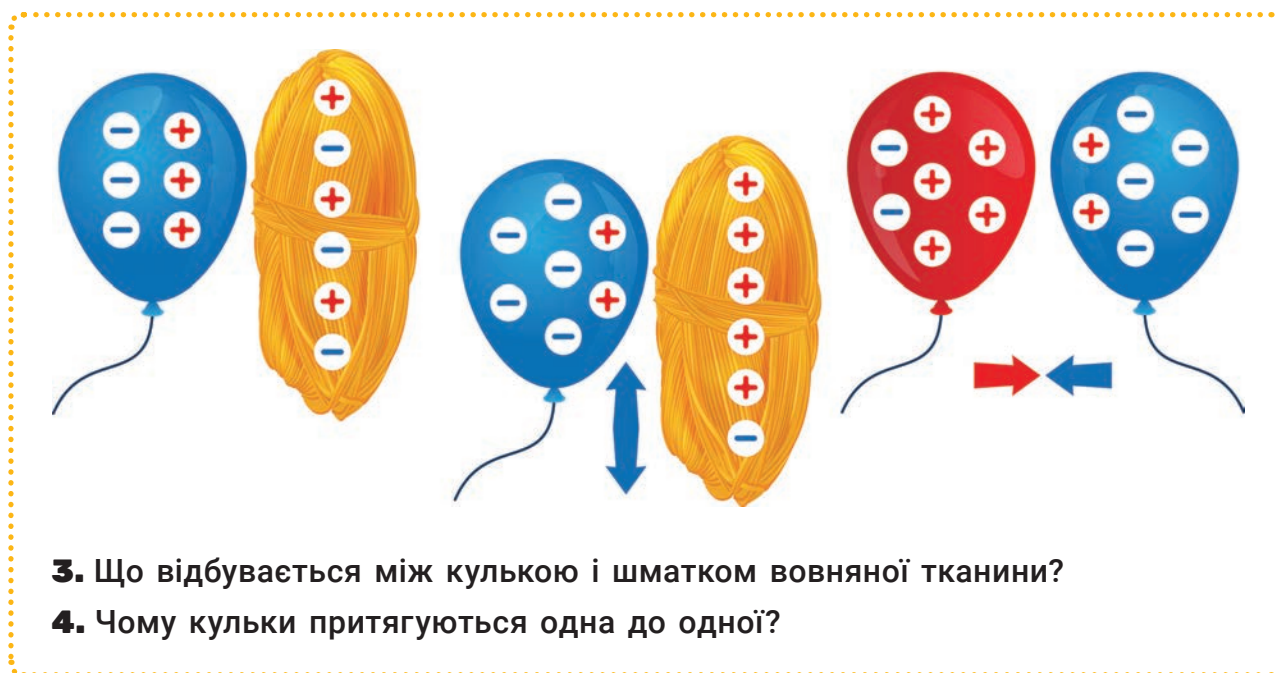 3. Що відбувається між кулькою і шматком вовняної тканини?
4. Чому кульки притягуються одна до одної?